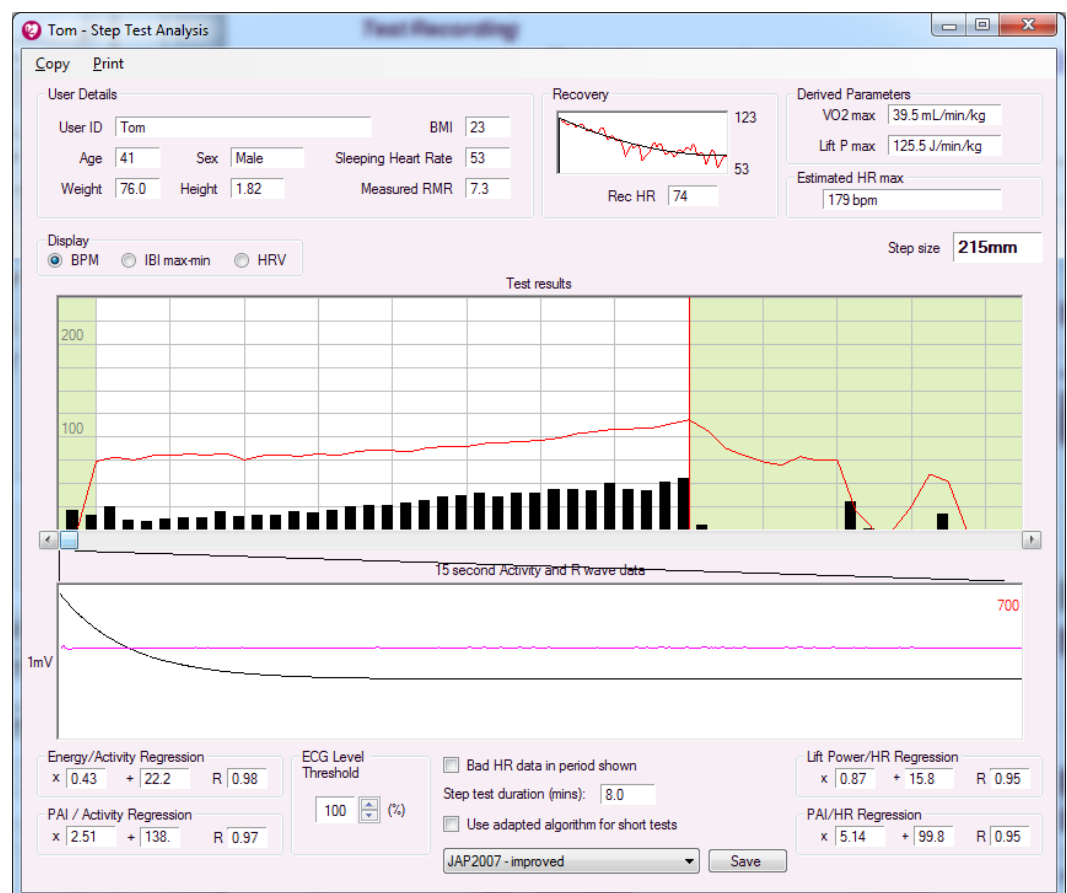 Tom - Step Test Analysis
Test Recording
Copy Print
User Details
User ID Tom BMI 23
Age 41 Sex Male Sleeping Heart Rate 53
Weight 76.0 Height 1.82 Measured RMR 7.3
Recovery
123
53
Rec HR 74
Derived Parameters
VO2 max 39.5 mL/min/kg
Lift P max 125.5 J/min/kg
Estimated HR max
179 bpm
Display
BPM IBI max-min HRV
Step size 215mm
Test results
200
100
15 second Activity and R wave data
700
1mV
Energy/Activity Regression
x 0.43 + 22.2 R 0.98
PAI / Activity Regression
x 2.51 + 138. R 0.97
ECG Level
Threshold
100 (%)
Bad HR data in period shown
Step test duration (mins): 8.0
Use adapted algorithm for short tests
JAP2007 - improved Save
Lift Power/HR Regression
x 0.87 + 15.8 R 0.95
PAI/HR Regression
x 5.14 + 99.8 R 0.95